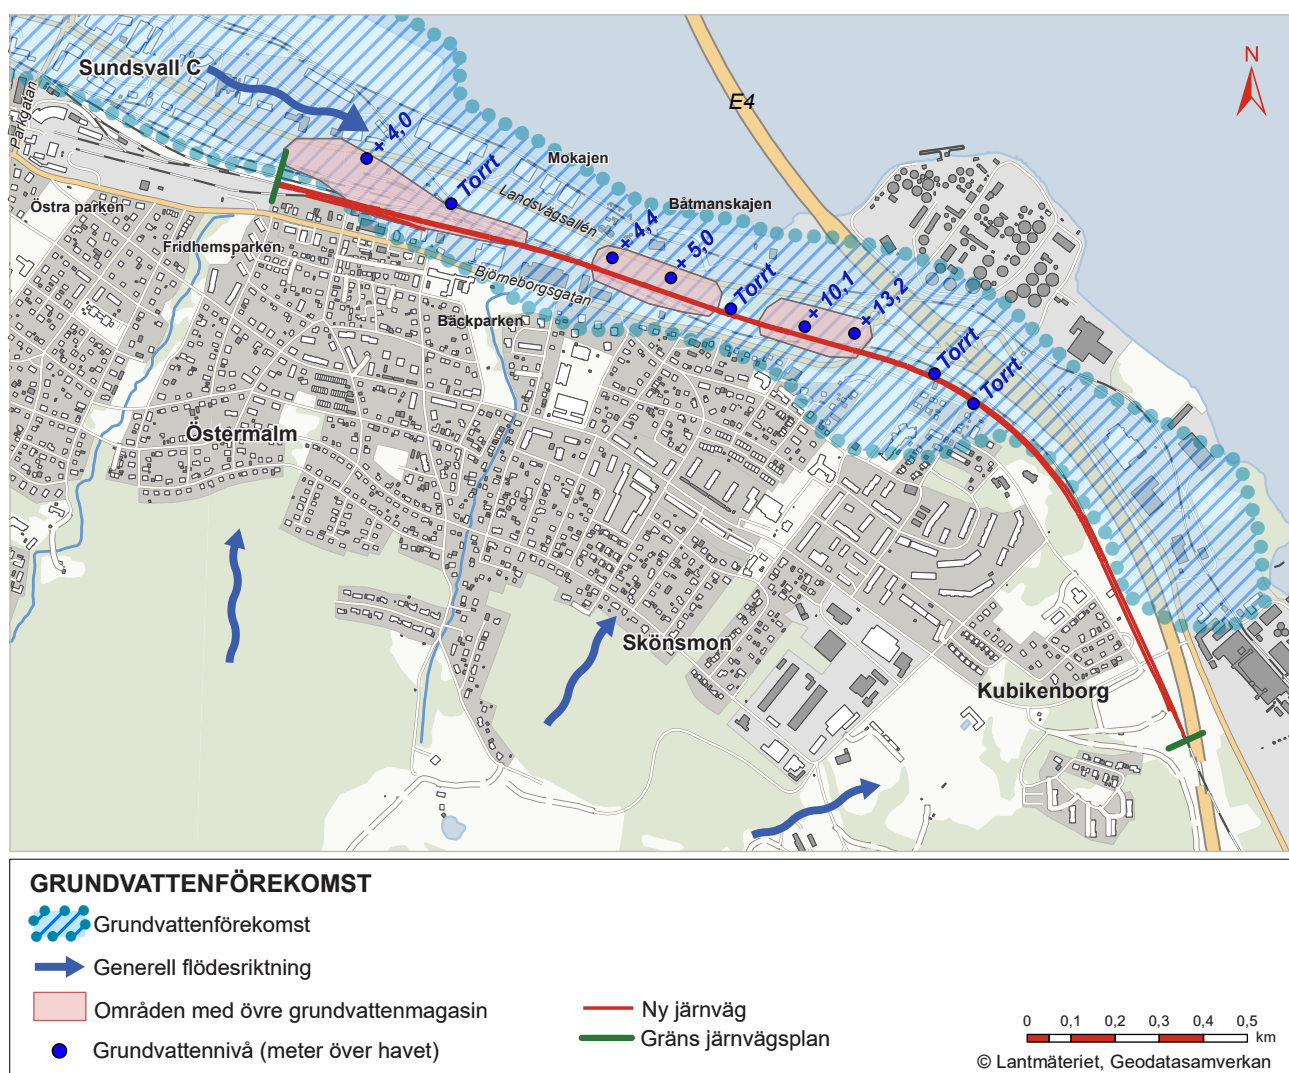 Sundsvall C
E4
N
Parkgatan
+ 4,0
Torrt
Mokajen
Landsvägsallén
Båtmanskajen
Östra parken
Fridhemsparken
+ 4,4
+ 5,0
Björneborgsgatan
Torrt
+ 10,1
+ 13,2
Bäckparken
Torrt
Torrt
Östermalm
Skönsmon
Kubikenborg
GRUNDVATTENFÖREKOMST
Grundvattenförekomst
Generell flödesriktning
Områden med övre grundvattenmagasin
Grundvattennivå (meter över havet)
Ny järnväg
Gräns järnvägsplan
0 0,1 0,2 0,3 0,4 0,5
km
© Lantmäteriet, Geodatasamverkan